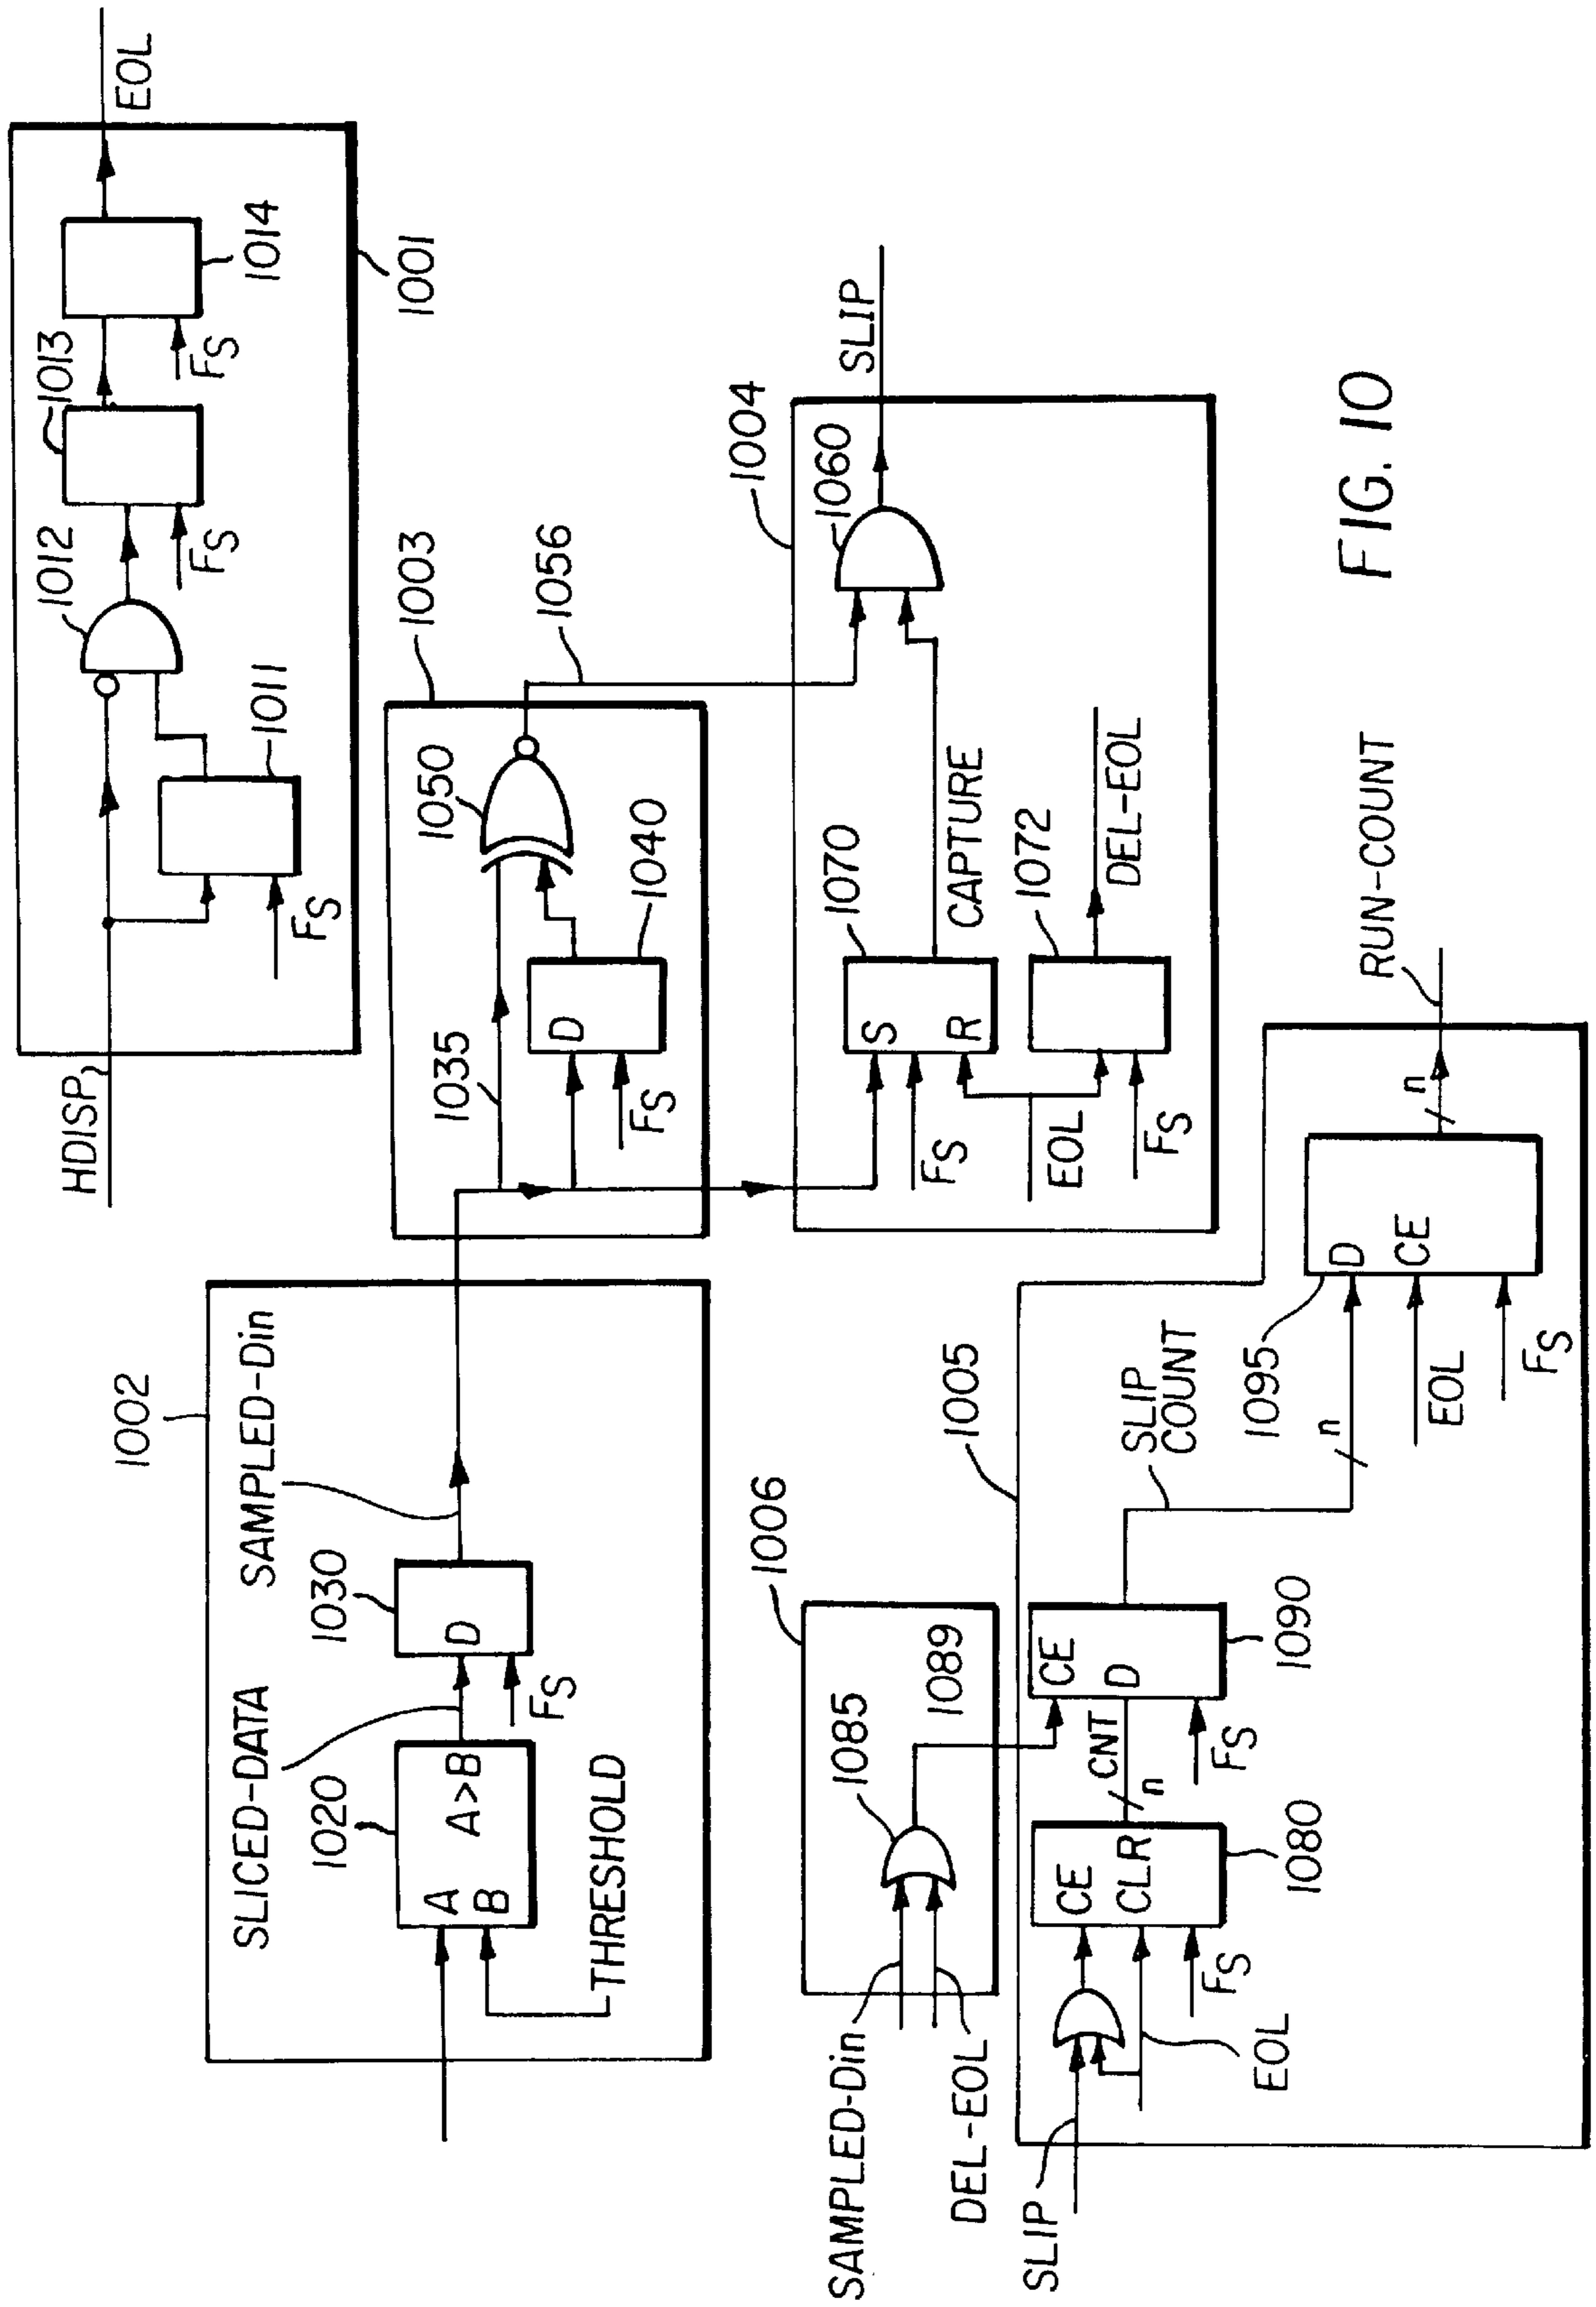 HDISP
1011
FS
1012
1013
FS
1014
FS
EOL
1001
1002
SLICED-DATA
SAMPLED-Din
1020
A
B
A>B
THRESHOLD
1030
D
FS
1003
1035
D
1040
FS
1050
1056
1004
1060
SLIP
1070
S
R
FS
CAPTURE
EOL
1072
FS
DEL-EOL
1006
SAMPLED-Din
DEL-EOL
1085
1089
1005
SLIP
EOL
CE
CLR
FS
1080
CNT
n
CE
D
FS
1090
SLIP
COUNT
n
1095
D
CE
EOL
FS
n
RUN-COUNT
FIG. 10